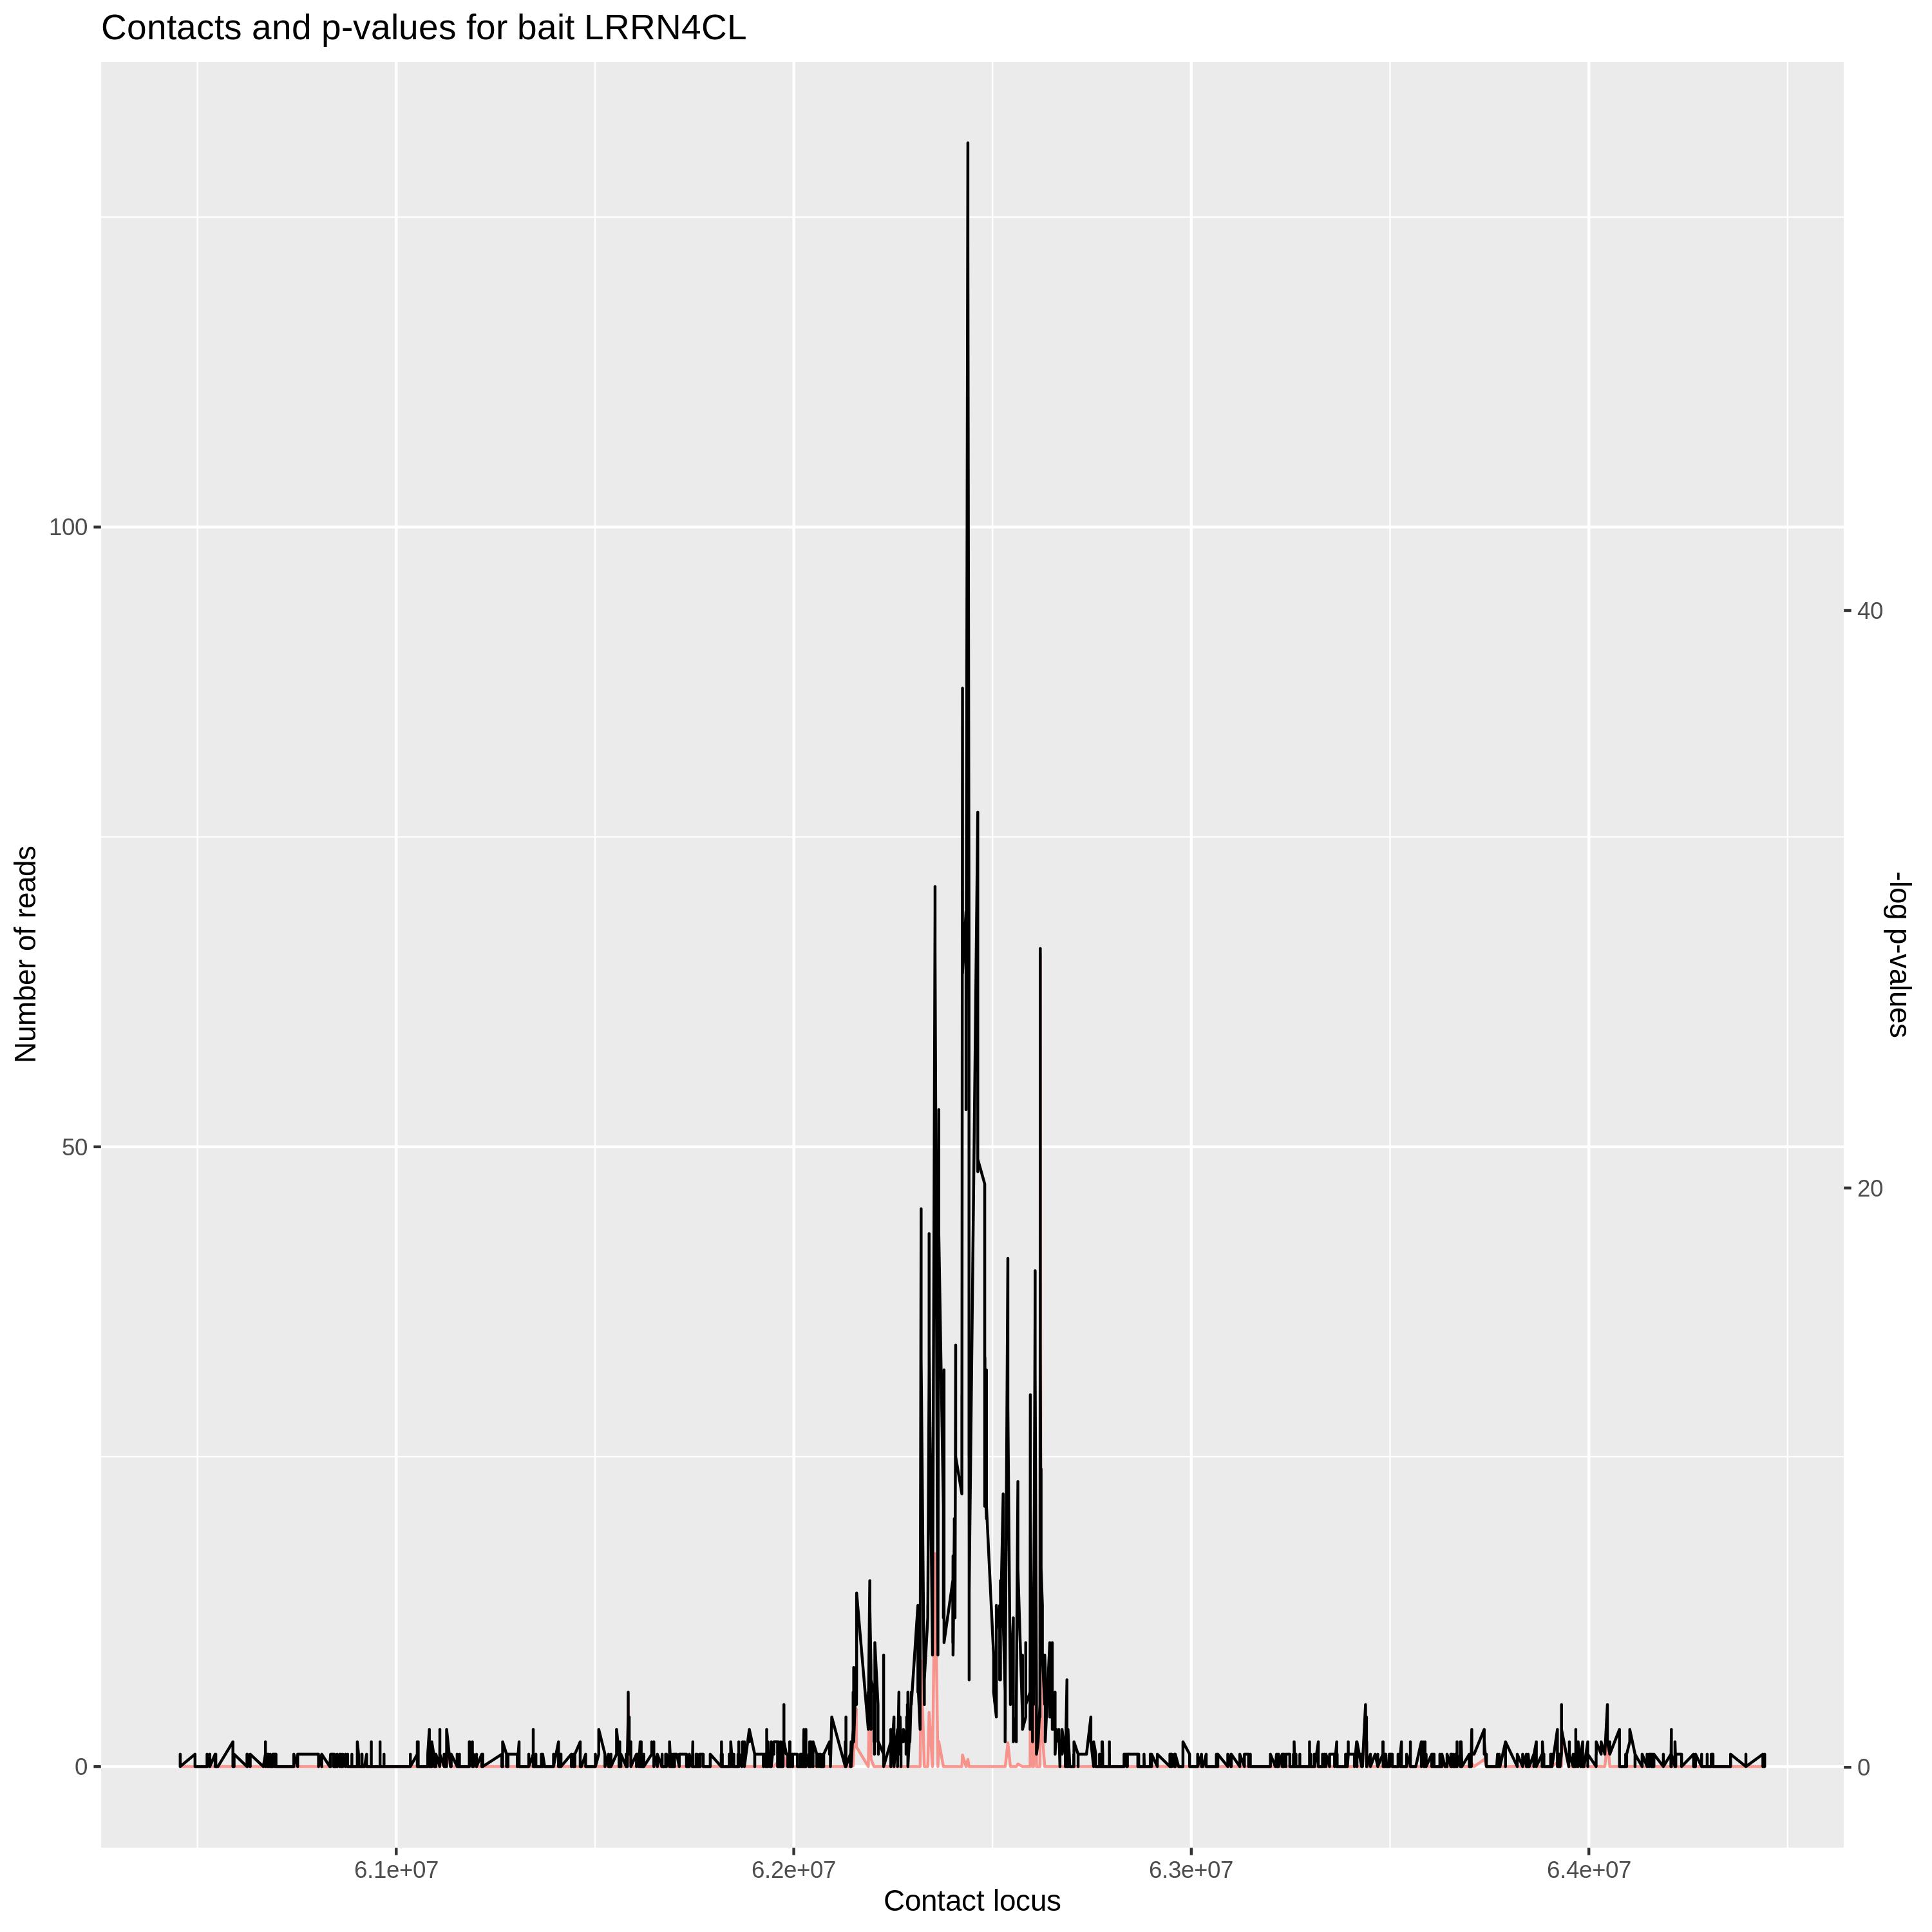 Contacts and p-values for bait LRRN4CL
100
50
0
Number of reads
40
20
0
-log p-values
6.1e+07 6.2e+07 6.3e+07 6.4e+07
Contact locus